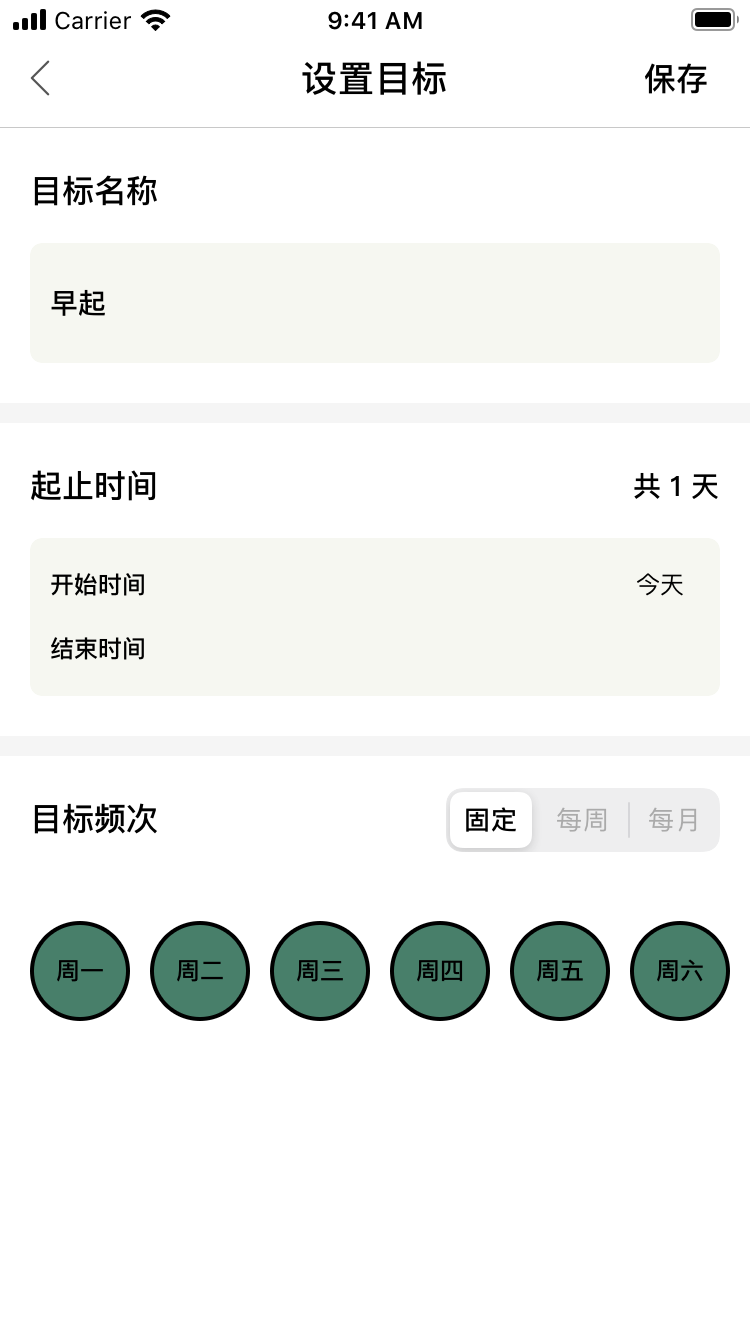 Carrier 9:41 AM
设置目标 保存
目标名称
早起
起止时间 共 1 天
开始时间 今天
结束时间
目标频次 固定 每周 每月
周一 周二 周三 周四 周五 周六